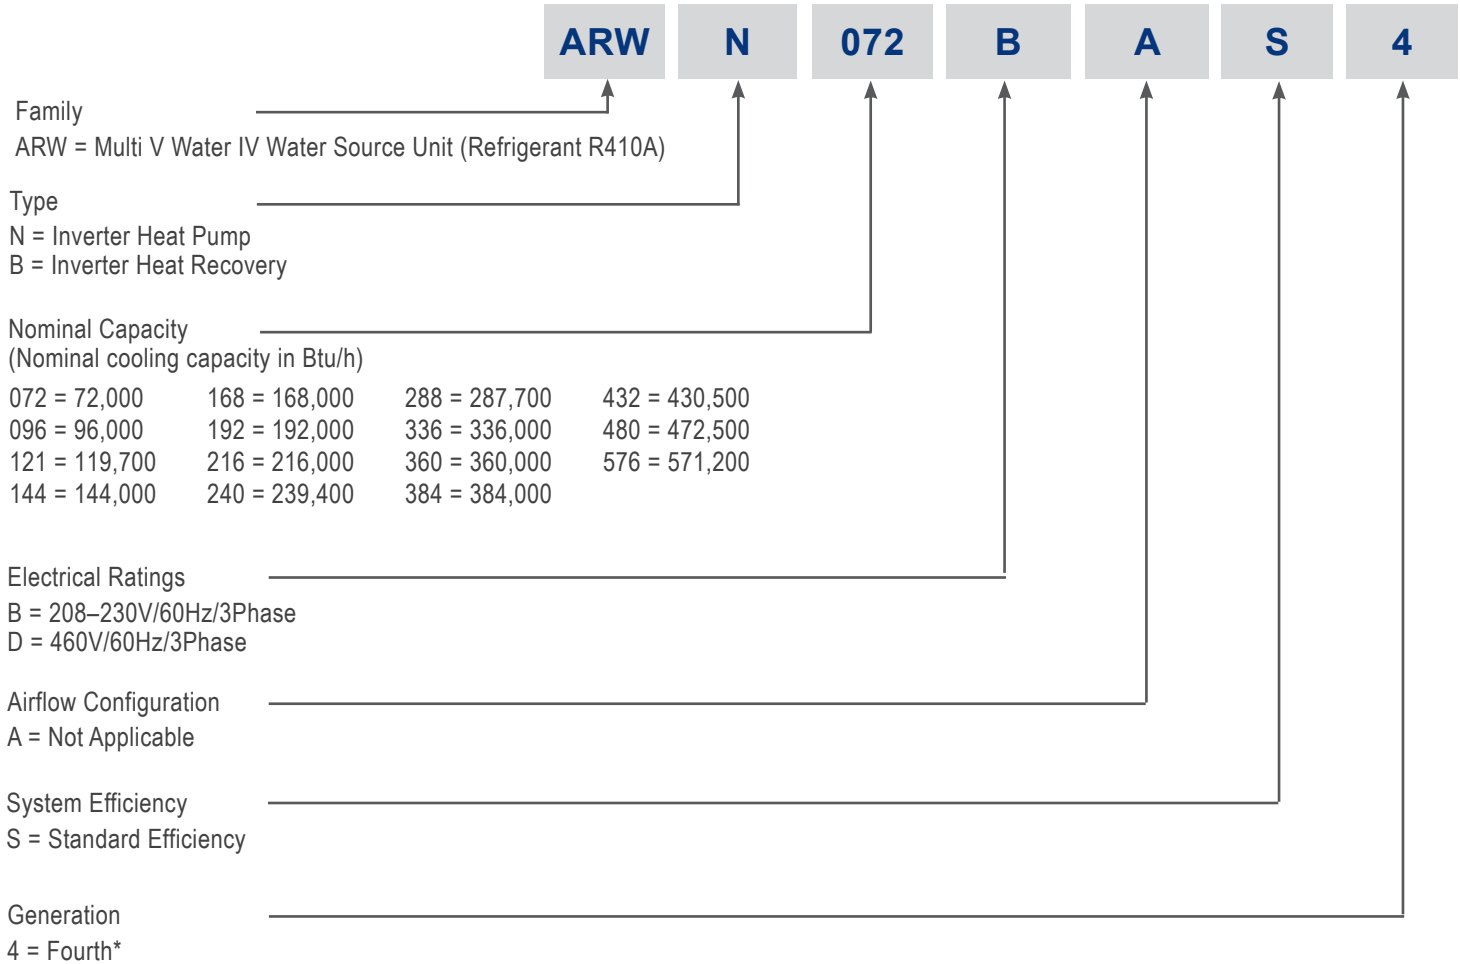 ARW N 072 B A S 4
Family
ARW = Multi V Water IV Water Source Unit (Refrigerant R410A)
Type
N = Inverter Heat Pump
B = Inverter Heat Recovery
Nominal Capacity
(Nominal cooling capacity in Btu/h)
072 = 72,000 168 = 168,000 288 = 287,700 432 = 430,500
096 = 96,000 192 = 192,000 336 = 336,000 480 = 472,500
121 = 119,700 216 = 216,000 360 = 360,000 576 = 571,200
144 = 144,000 240 = 239,400 384 = 384,000
Electrical Ratings
B = 208–230V/60Hz/3Phase
D = 460V/60Hz/3Phase
Airflow Configuration
A = Not Applicable
System Efficiency
S = Standard Efficiency
Generation
4 = Fourth*